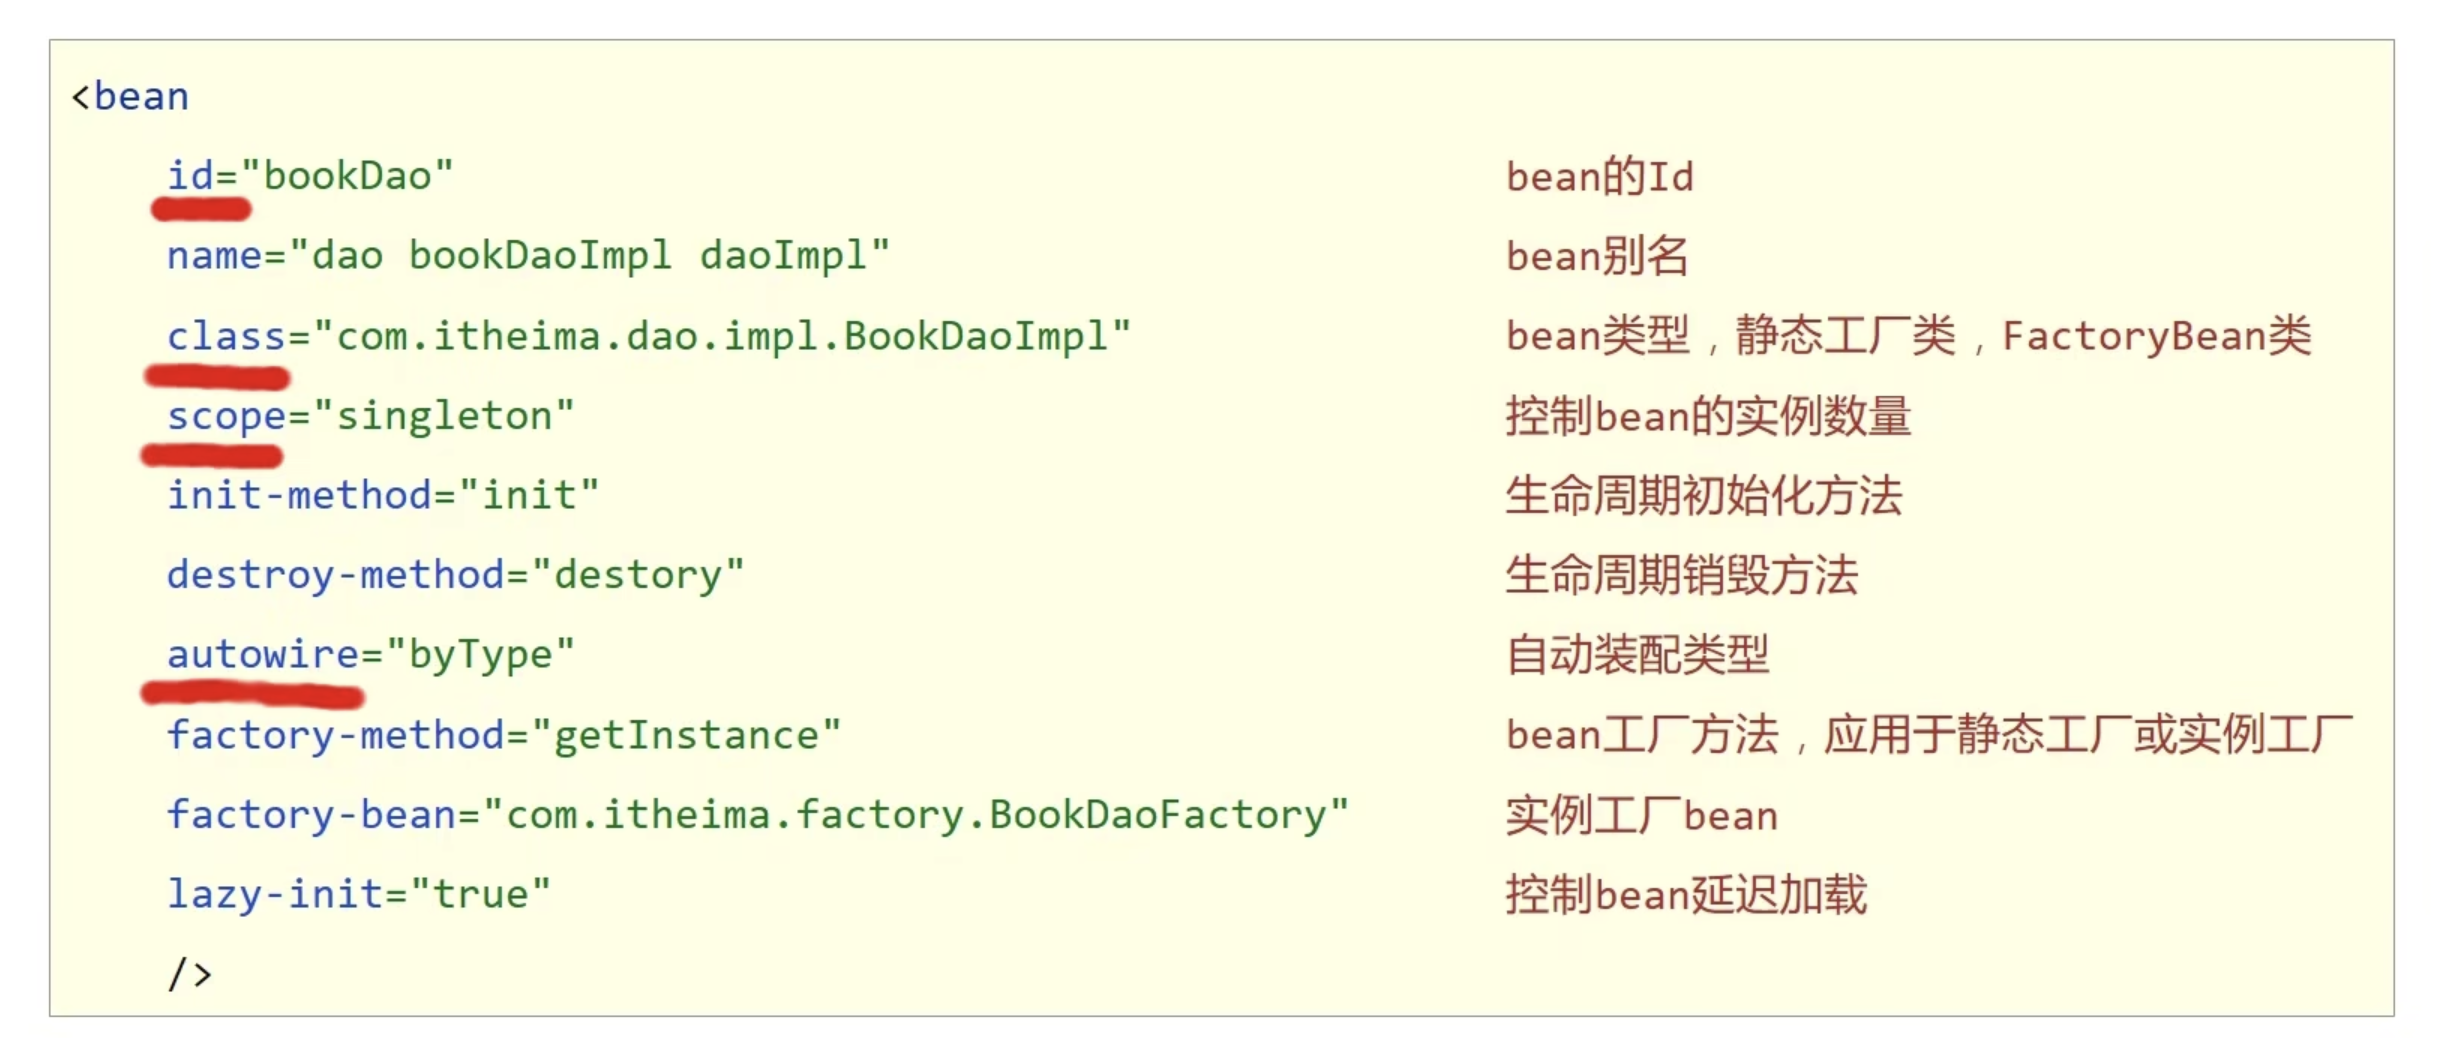 <bean
id="bookDao" bean的Id
name="dao bookDaoImpl daoImpl" bean别名
class="com.itheima.dao.impl.BookDaoImpl" bean类型，静态工厂类，FactoryBean类
scope="singleton" 控制bean的实例数量
init-method="init" 生命周期初始化方法
destroy-method="destory" 生命周期销毁方法
autowire="byType" 自动装配类型
factory-method="getInstance" bean工厂方法，应用于静态工厂或实例工厂
factory-bean="com.itheima.factory.BookDaoFactory" 实例工厂bean
lazy-init="true" 控制bean延迟加载
/>